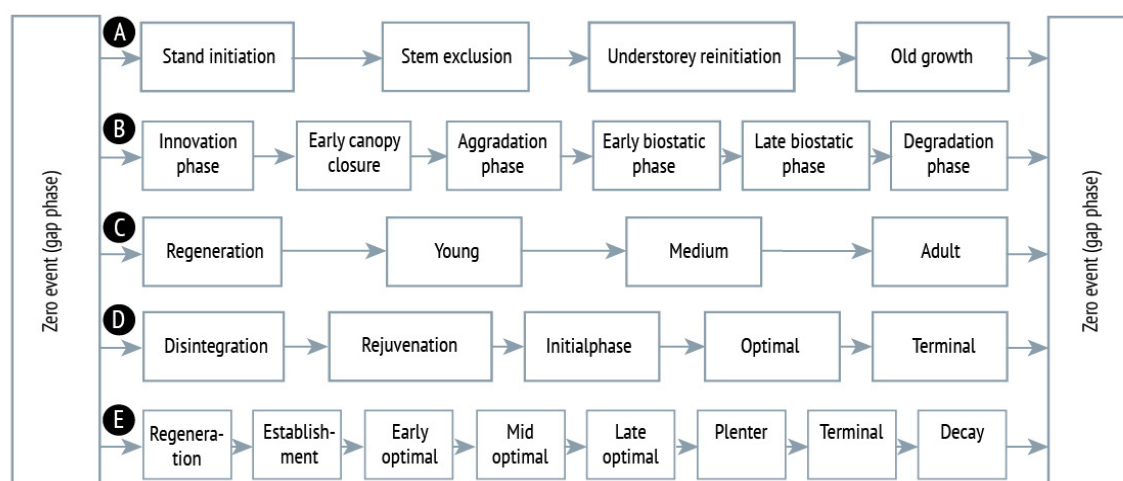 Zero event (gap phase)
A
Stand initiation
Stem exclusion
Understorey reinitiation
Old growth
B
Innovation
phase
Early canopy
closure
Aggradation
phase
Early biostatic
phase
Late biostatic
phase
Degradation
phase
C
Regeneration
Young
Medium
Adult
D
Disintegration
Rejuvenation
Initialphase
Optimal
Terminal
E
Regenera-
tion
Establish-
ment
Early
optimal
Mid
optimal
Late
optimal
Plenter
Terminal
Decay
Zero event (gap phase)